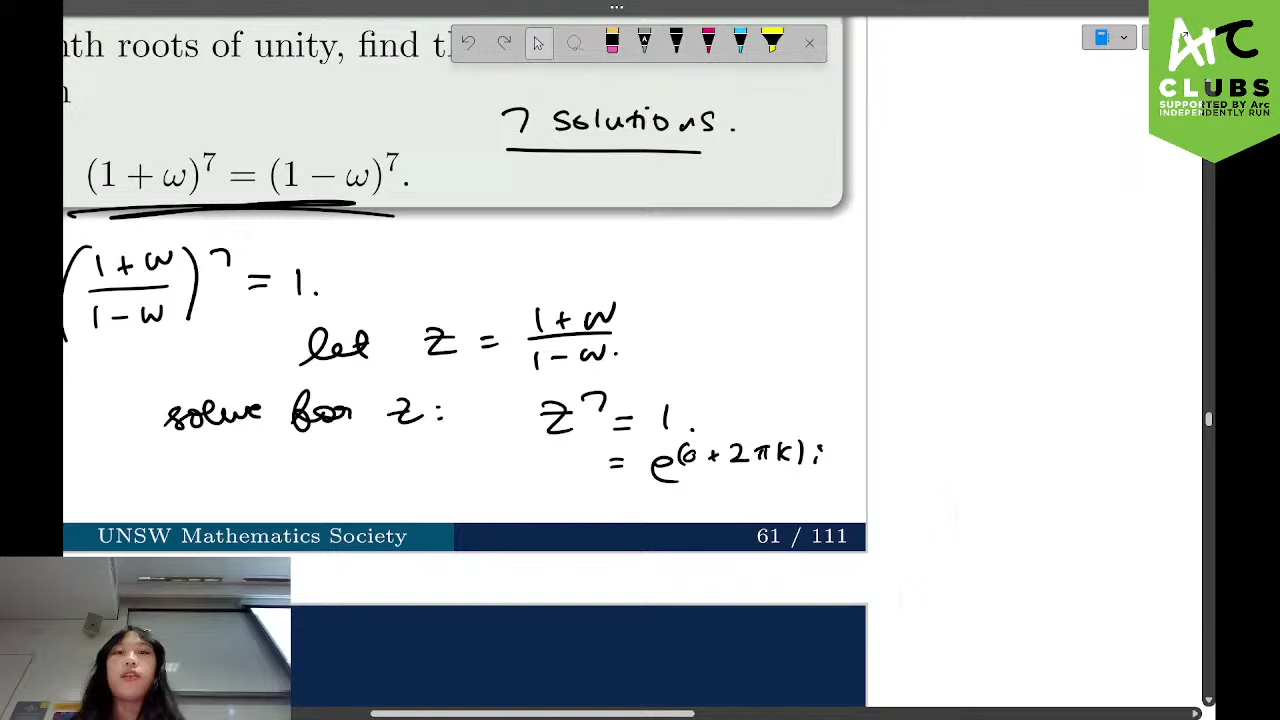 nth roots of unity, find t
7 solutions.
(1 + ω)⁷ = (1 − ω)⁷.
(1+ω / 1−ω)⁷ = 1.
let z = 1+ω / 1−ω.
solve for z: z⁷ = 1.
= e^(0 + 2πk)i
UNSW Mathematics Society 61 / 111
ArC
CLUBS
SUPPORTED BY Arc
INDEPENDENTLY RUN